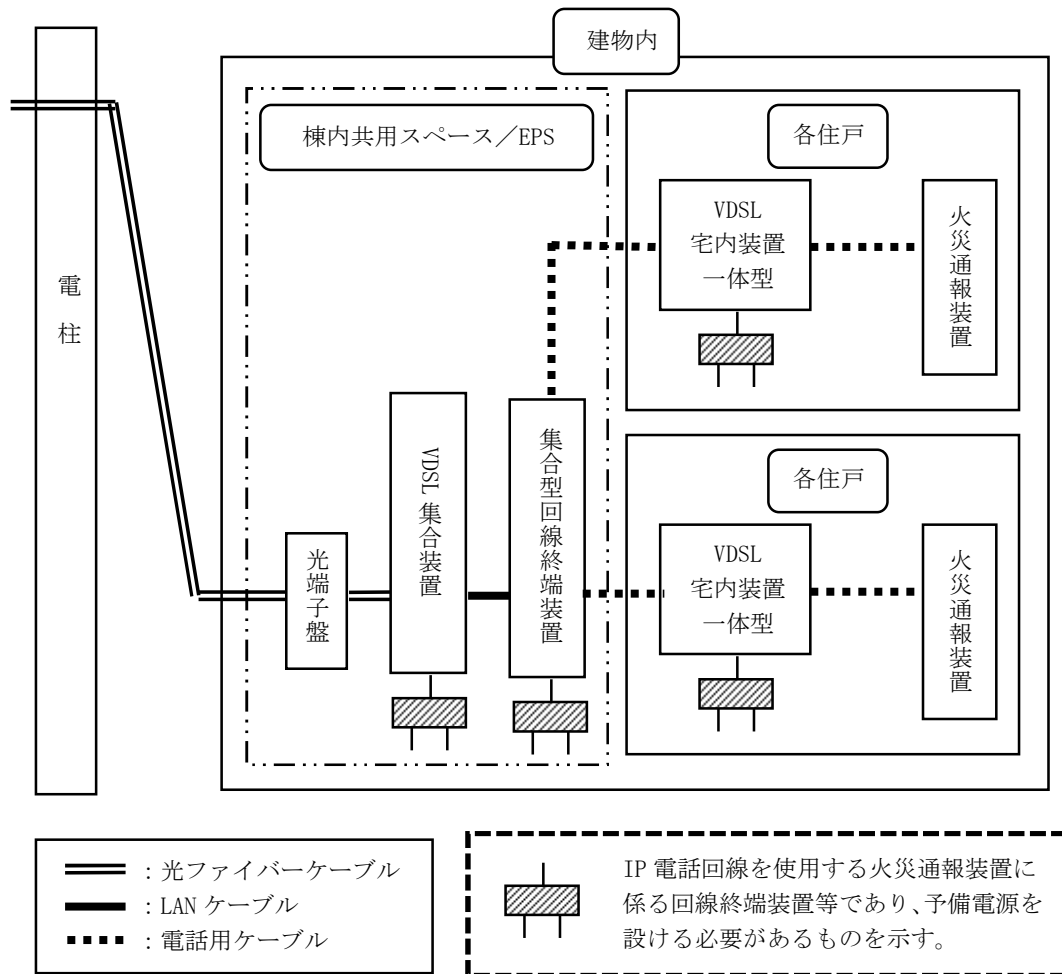 建物内
棟内共用スペース／EPS
電柱
光端子盤
VDSL 集合装置
集合型回線終端装置
各住戸
VDSL
宅内装置
一体型
火災通報装置
各住戸
VDSL
宅内装置
一体型
火災通報装置
：光ファイバーケーブル
：LAN ケーブル
：電話用ケーブル
IP 電話回線を使用する火災通報装置に
係る回線終端装置等であり、予備電源を
設ける必要があるものを示す。